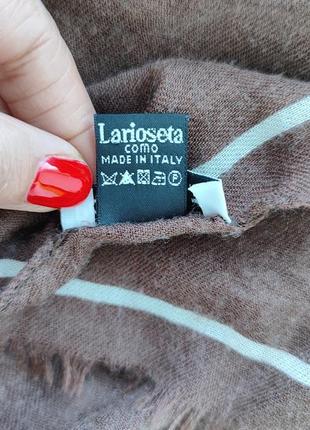 Larioseta
COMO
MADE IN ITALY
P